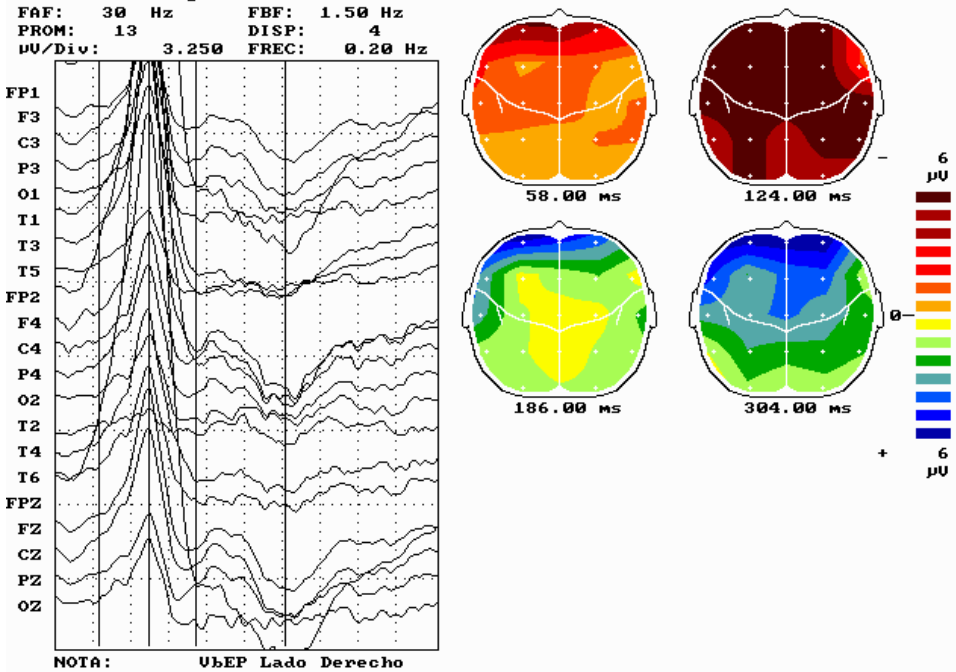 FAF: 30 Hz FBF: 1.50 Hz
PROM: 13 DISP: 4
µV/Div: 3.250 FREC: 0.20 Hz
FP1
F3
C3
P3
O1
T1
T3
T5
FP2
F4
C4
P4
O2
T2
T4
T6
FPZ
FZ
CZ
PZ
OZ
NOTA: VbEP Lado Derecho
58.00 ms
124.00 ms
186.00 ms
304.00 ms
- 6
µV
0-
+ 6
µV